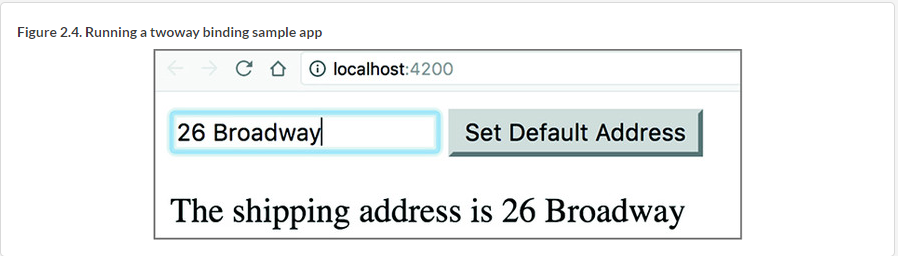 Figure 2.4. Running a twoway binding sample app
localhost:4200
26 Broadway Set Default Address
The shipping address is 26 Broadway